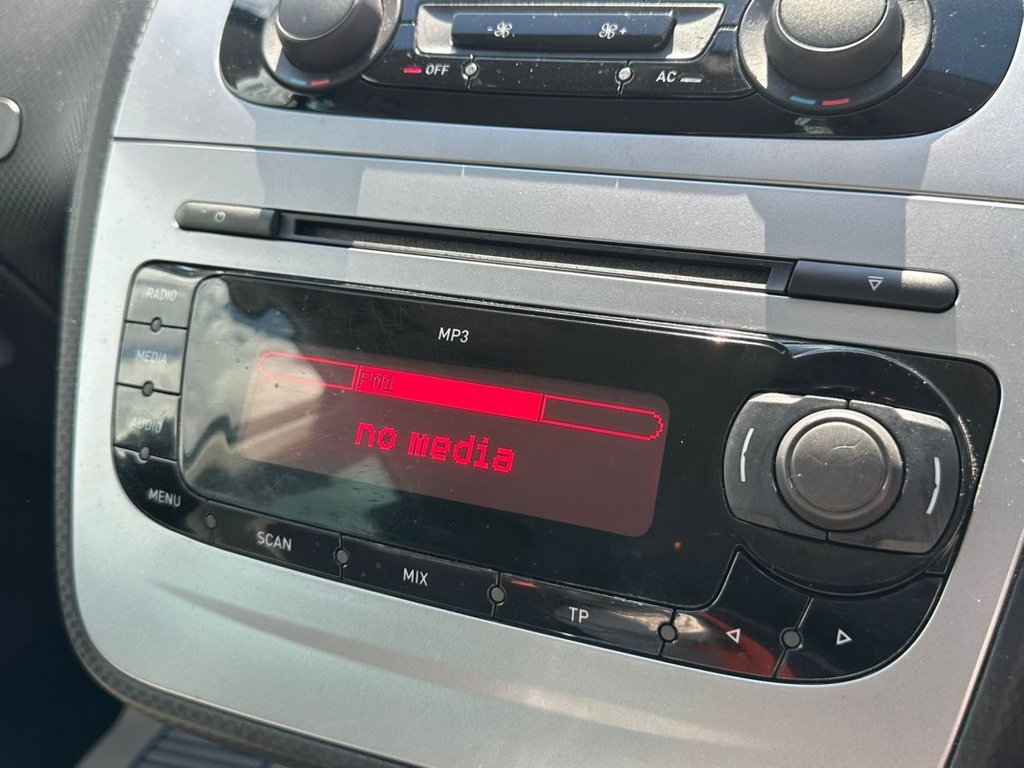 - +
OFF
AC
RADIO
MP3
MEDIA
FM1
AUDIO
no media
MENU
SCAN
MIX
TP